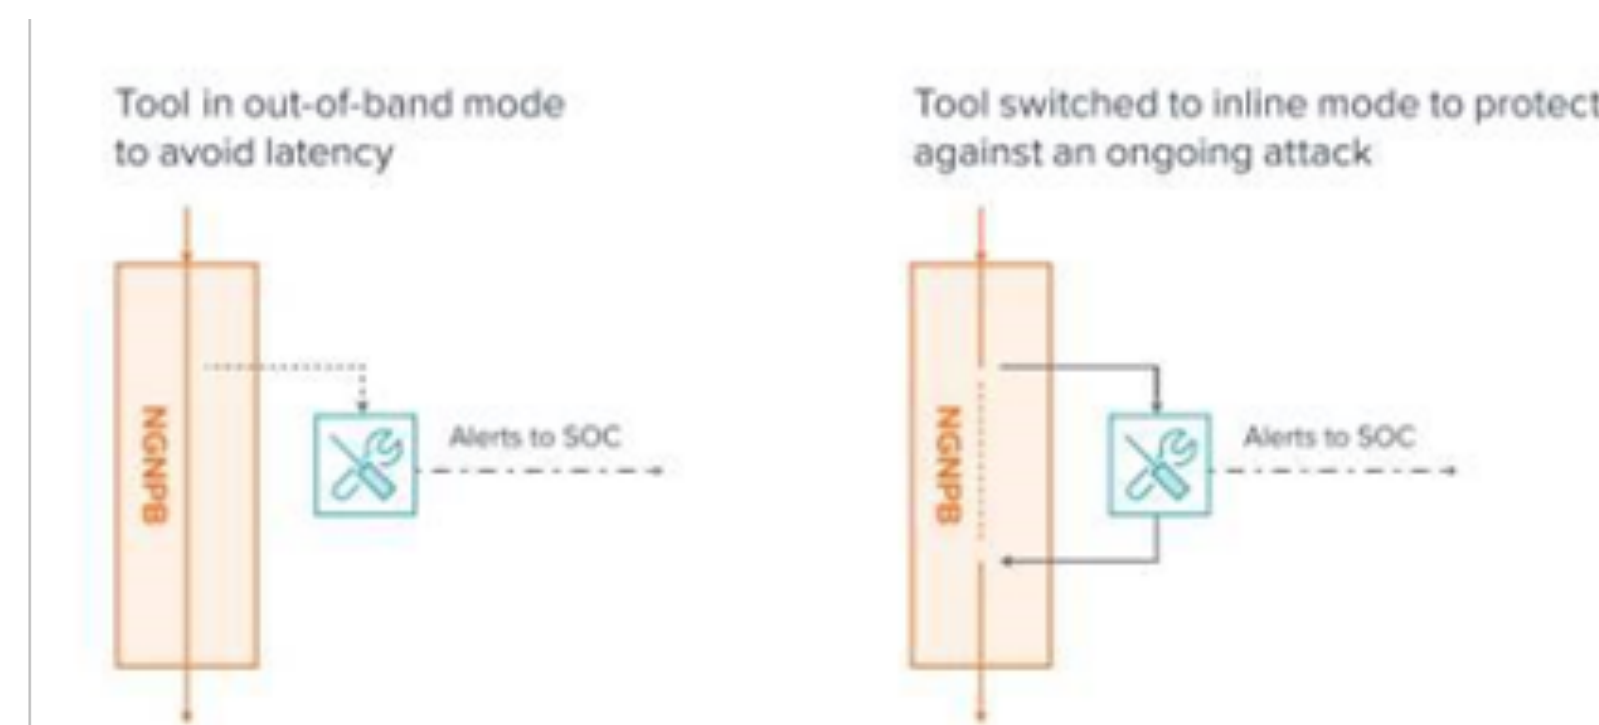 Tool in out-of-band mode
to avoid latency
NGNPB
Alerts to SOC
Tool switched to inline mode to protect
against an ongoing attack
NGNPB
Alerts to SOC